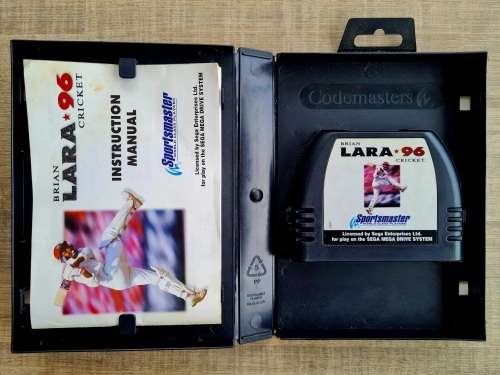 BRIAN
LARA★96
CRICKET
INSTRUCTION
MANUAL
Sportsmaster
Licensed by Sega Enterprises Ltd.
for play on the SEGA MEGA DRIVE SYSTEM
5
PP
Codemasters
BRIAN
LARA★96
CRICKET
Sportsmaster
Licensed by Sega Enterprises Ltd.
for play on the SEGA MEGA DRIVE SYSTEM